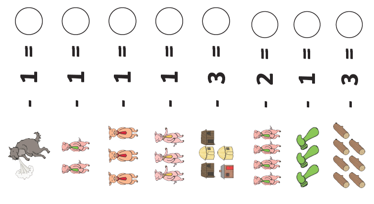 - 1 =
- 1 =
- 1 =
- 1 =
- 3 =
- 2 =
- 1 =
- 3 =